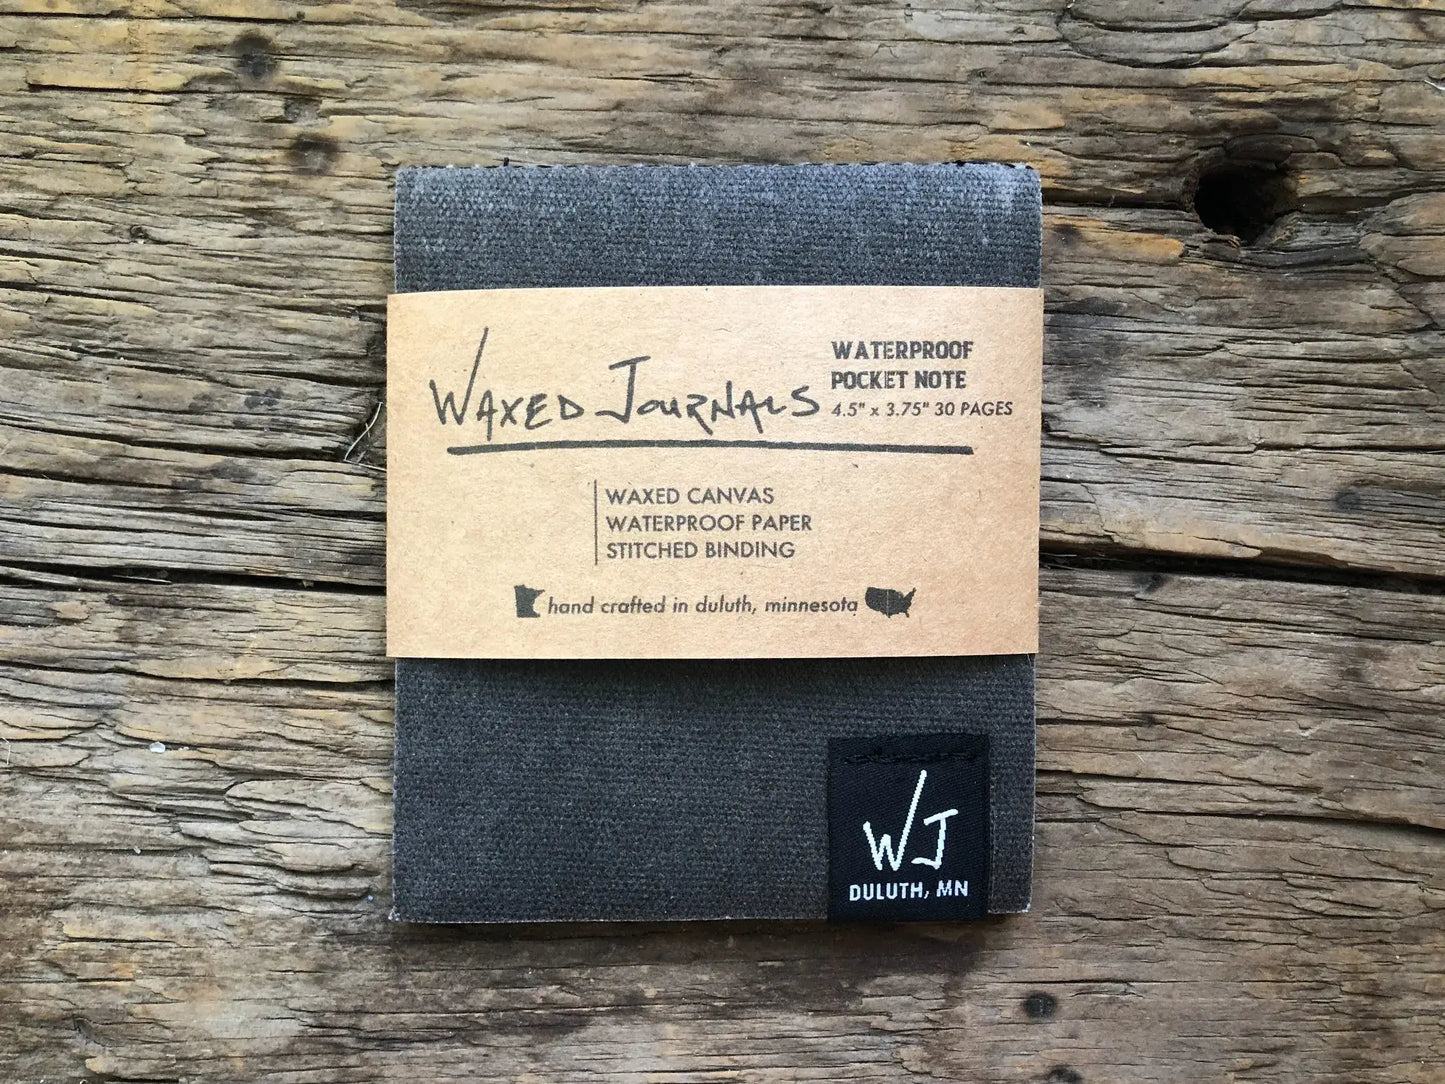 WAXED JOURNALS
WATERPROOF
POCKET NOTE
4.5" x 3.75" 30 PAGES
WAXED CANVAS
WATERPROOF PAPER
STITCHED BINDING
hand crafted in duluth, minnesota
WJ
DULUTH, MN